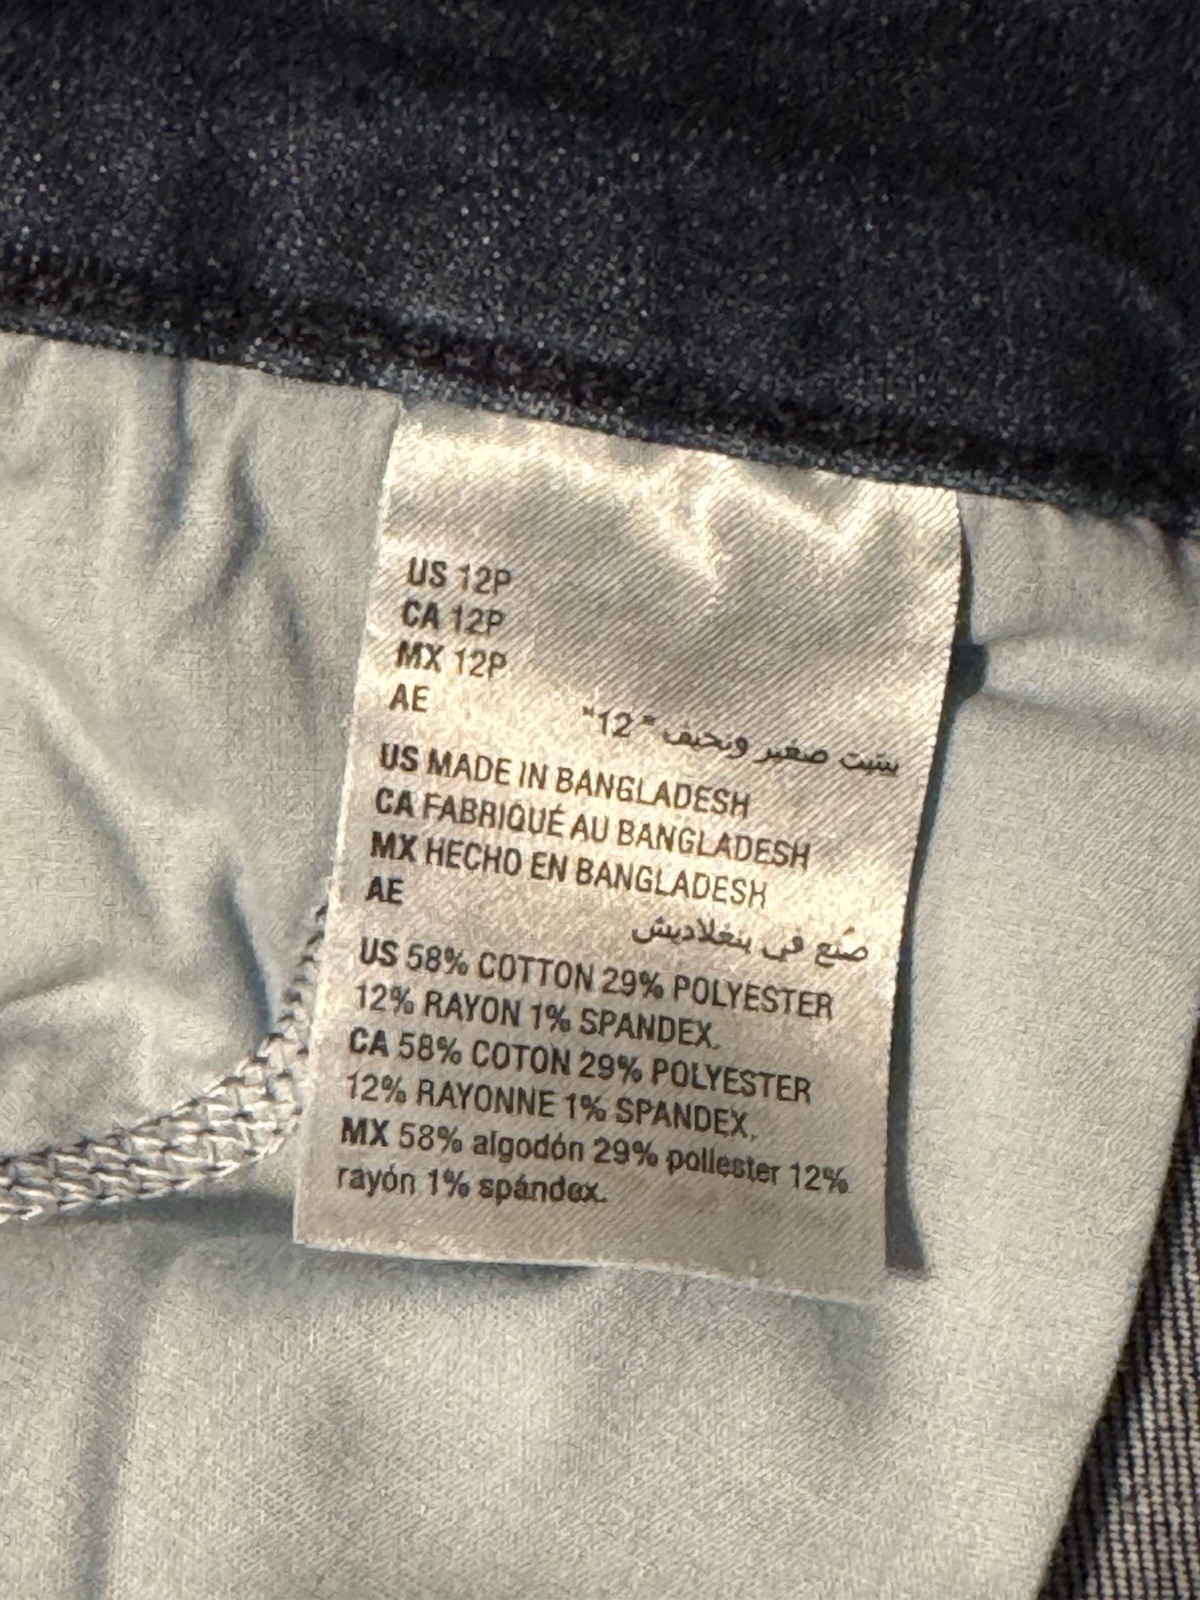 US 12P
CA 12P
MX 12P
AE
بيتيت صغير ونحيف "12"
US MADE IN BANGLADESH
CA FABRIQUÉ AU BANGLADESH
MX HECHO EN BANGLADESH
AE
صُنع في بنغلاديش
US 58% COTTON 29% POLYESTER
12% RAYON 1% SPANDEX.
CA 58% COTON 29% POLYESTER
12% RAYONNE 1% SPANDEX.
MX 58% algodón 29% poliester 12%
rayón 1% spándex.